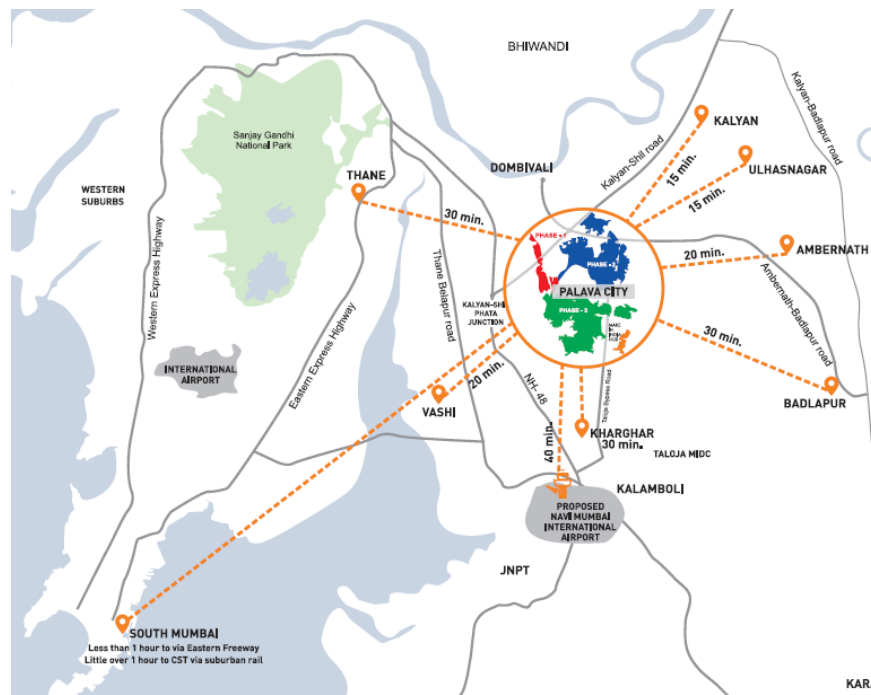 BHIWANDI
Kalyan-Badlapur road
KALYAN
Sanjay Gandhi
National Park
Kalyan-Shil road
15 min.
ULHASNAGAR
DOMBIVALI
THANE
WESTERN
SUBURBS
15 min.
30 min.
PHASE - 1
PHASE - 2
20 min.
AMBERNATH
Western Express Highway
Thane Belapur road
PALAVA CITY
KALYAN-SHI
PHATA
JUNCTION
PHASE - 3
MAKE
IN
INDIA
HUB
Ambernath-Badlapur road
30 min.
Eastern Express Highway
INTERNATIONAL
AIRPORT
20 min.
NH- 48
Taloja Bypass Road
VASHI
BADLAPUR
KHARGHAR
30 min.
40 min.
TALOJA MIDC
KALAMBOLI
PROPOSED
NAVI MUMBAI
INTERNATIONAL
AIRPORT
JNPT
SOUTH MUMBAI
Less than 1 hour to via Eastern Freeway
Little over 1 hour to CST via suburban rail
KAR